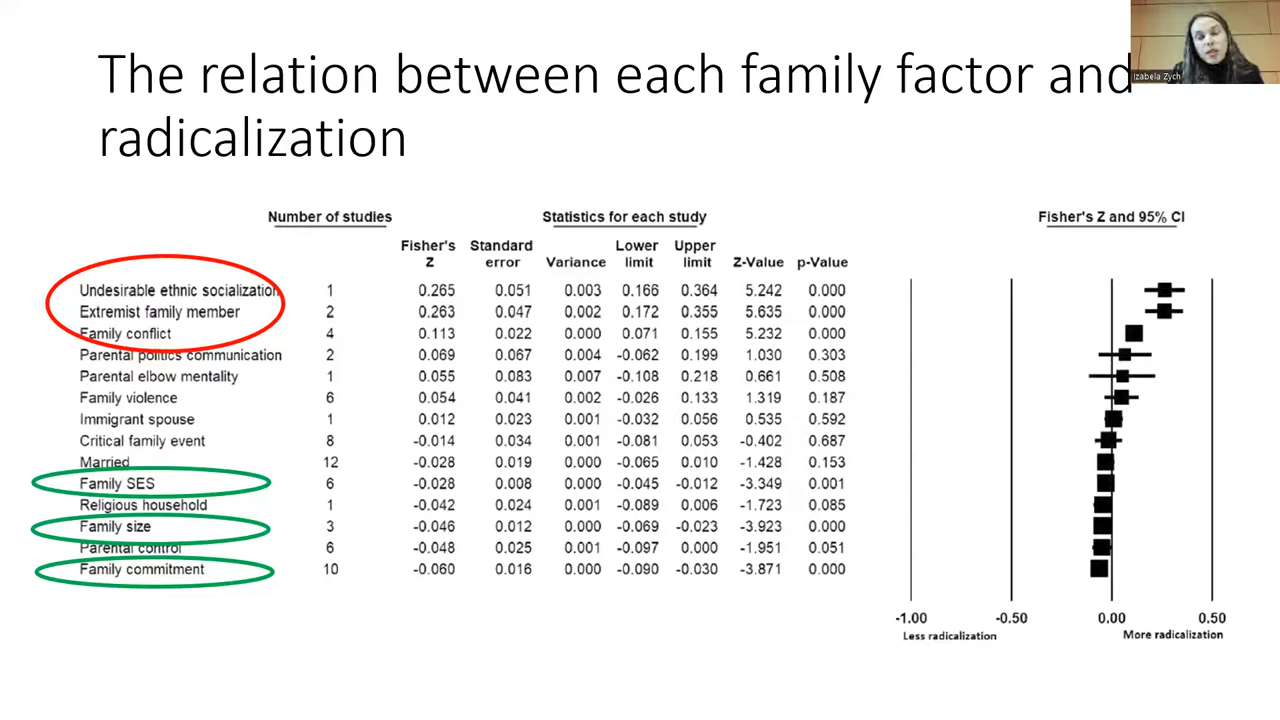 The relation between each family factor and
radicalization
Izabela Zych
Number of studies Statistics for each study Fisher's Z and 95% CI
Fisher's Z Standard error Variance Lower limit Upper limit Z-Value p-Value
Undesirable ethnic socialization 1 0.265 0.051 0.003 0.166 0.364 5.242 0.000
Extremist family member 2 0.263 0.047 0.002 0.172 0.355 5.635 0.000
Family conflict 4 0.113 0.022 0.000 0.071 0.155 5.232 0.000
Parental politics communication 2 0.069 0.067 0.004 -0.062 0.199 1.030 0.303
Parental elbow mentality 1 0.055 0.083 0.007 -0.108 0.218 0.661 0.508
Family violence 6 0.054 0.041 0.002 -0.026 0.133 1.319 0.187
Immigrant spouse 1 0.012 0.023 0.001 -0.032 0.056 0.535 0.592
Critical family event 8 -0.014 0.034 0.001 -0.081 0.053 -0.402 0.687
Married 12 -0.028 0.019 0.000 -0.065 0.010 -1.428 0.153
Family SES 6 -0.028 0.008 0.000 -0.045 -0.012 -3.349 0.001
Religious household 1 -0.042 0.024 0.001 -0.089 0.006 -1.723 0.085
Family size 3 -0.046 0.012 0.000 -0.069 -0.023 -3.923 0.000
Parental control 6 -0.048 0.025 0.001 -0.097 0.000 -1.951 0.051
Family commitment 10 -0.060 0.016 0.000 -0.090 -0.030 -3.871 0.000
-1.00 -0.50 0.00 0.50
Less radicalization More radicalization